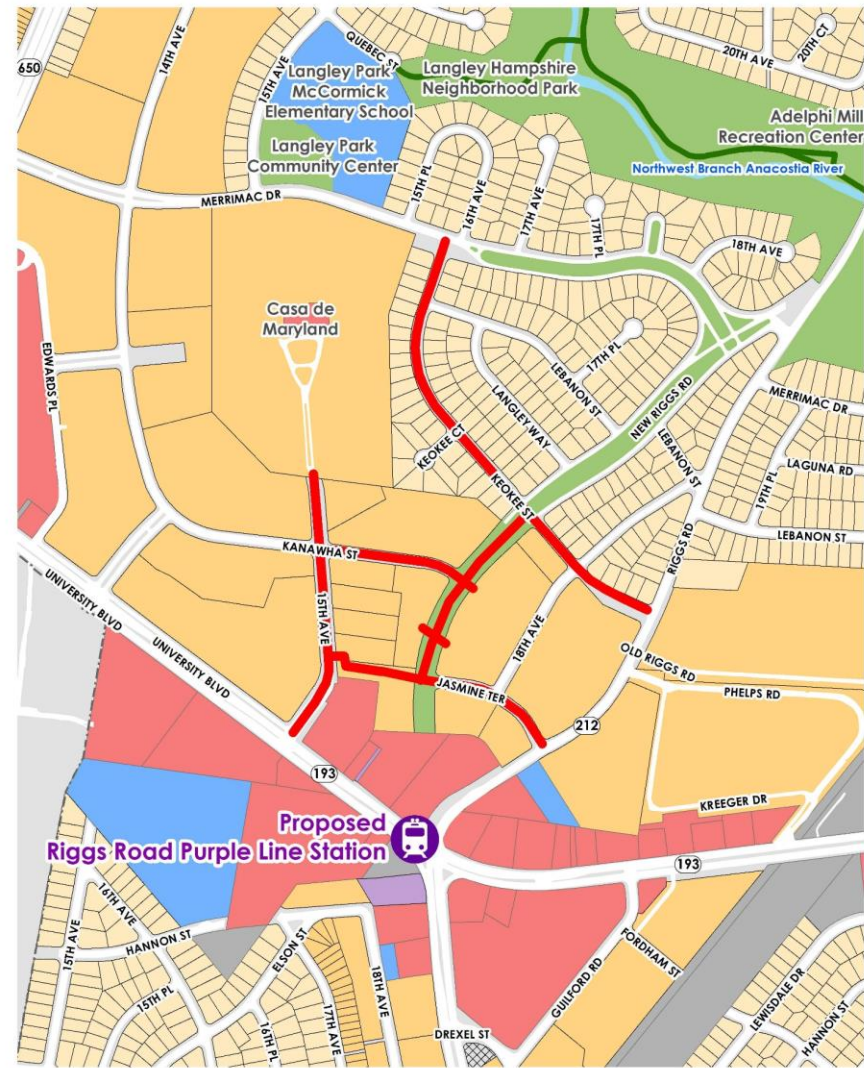 QUEBEC ST
14TH AVE
15TH AVE
20TH AVE
20TH CT
650
Langley Park
McCormick
Elementary School
Langley Hampshire
Neighborhood Park
Adelphi Mill
Recreation Center
Langley Park
Community Center
Northwest Branch Anacostia River
MERRIMAC DR
15TH PL
16TH AVE
17TH AVE
17TH PL
18TH AVE
Casa de
Maryland
EDWARDS PL
17TH PL
LEBANON ST
LANGLEY WAY
NEW RIGGS RD
MERRIMAC DR
KEOKEE CT
LEBANON ST
19TH PL
LAGUNA RD
KEOKEE ST
LEBANON ST
RIGGS RD
KANAWHA ST
UNIVERSITY BLVD
15TH AVE
UNIVERSITY BLVD
18TH AVE
OLD RIGGS RD
JASMINE TER
PHELPS RD
212
193
KREEGER DR
Proposed
Riggs Road Purple Line Station
193
16TH AVE
15TH AVE
HANNON ST
ELSON ST
15TH PL
16TH PL
17TH AVE
18TH AVE
DREXEL ST
GUILFORD RD
FORDHAM ST
LEWISDALE DR
HANNON ST